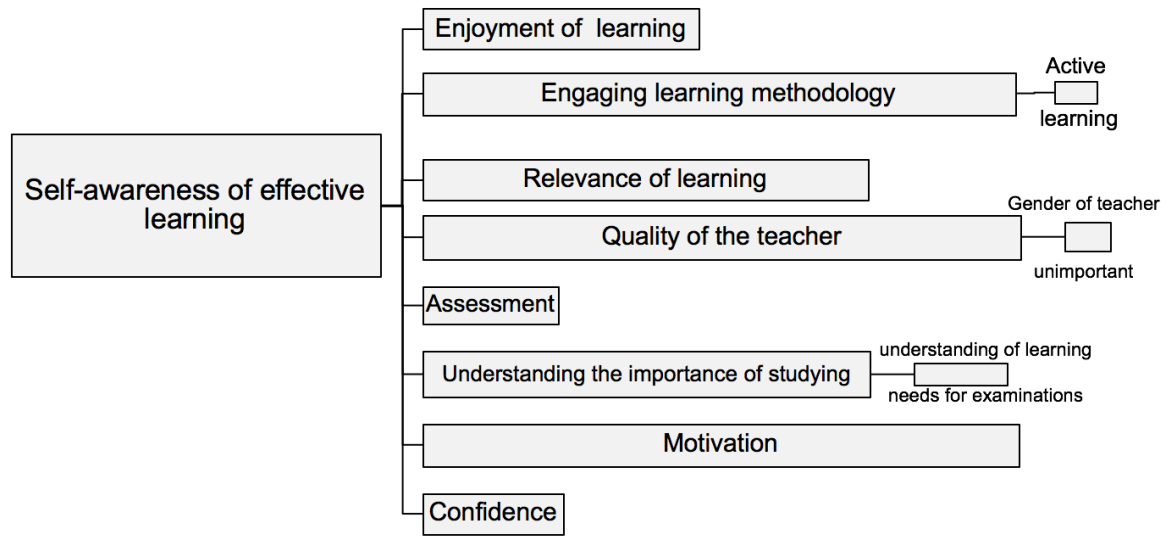 Enjoyment of learning
Active
Engaging learning methodology
learning
Self-awareness of effective
learning
Relevance of learning
Gender of teacher
Quality of the teacher
unimportant
Assessment
understanding of learning
Understanding the importance of studying
needs for examinations
Motivation
Confidence